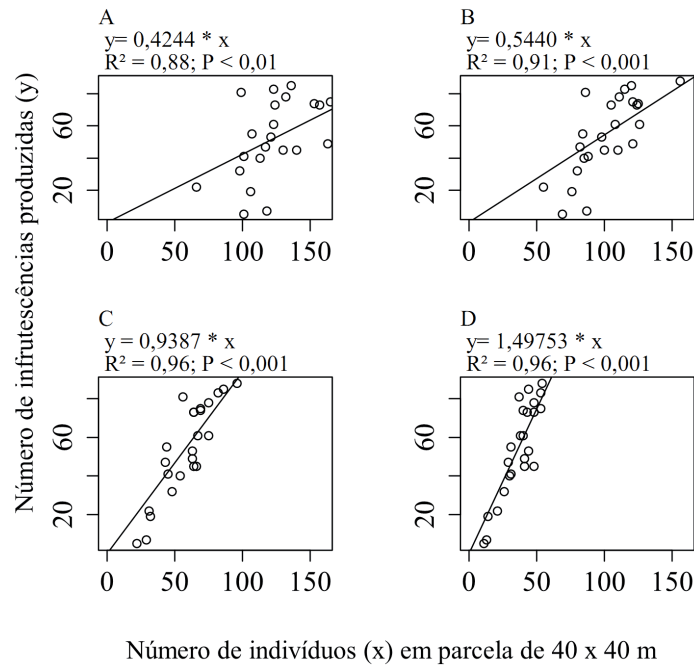 A
y= 0,4244 * x
R² = 0,88; P < 0,01
B
y= 0,5440 * x
R² = 0,91; P < 0,001
Número de infrutescências produzidas (y)
20 60
0 50 100 150
20 60
0 50 100 150
C
y = 0,9387 * x
R² = 0,96; P < 0,001
D
y= 1,49753 * x
R² = 0,96; P < 0,001
20 60
0 50 100 150
20 60
0 50 100 150
Número de indivíduos (x) em parcela de 40 x 40 m